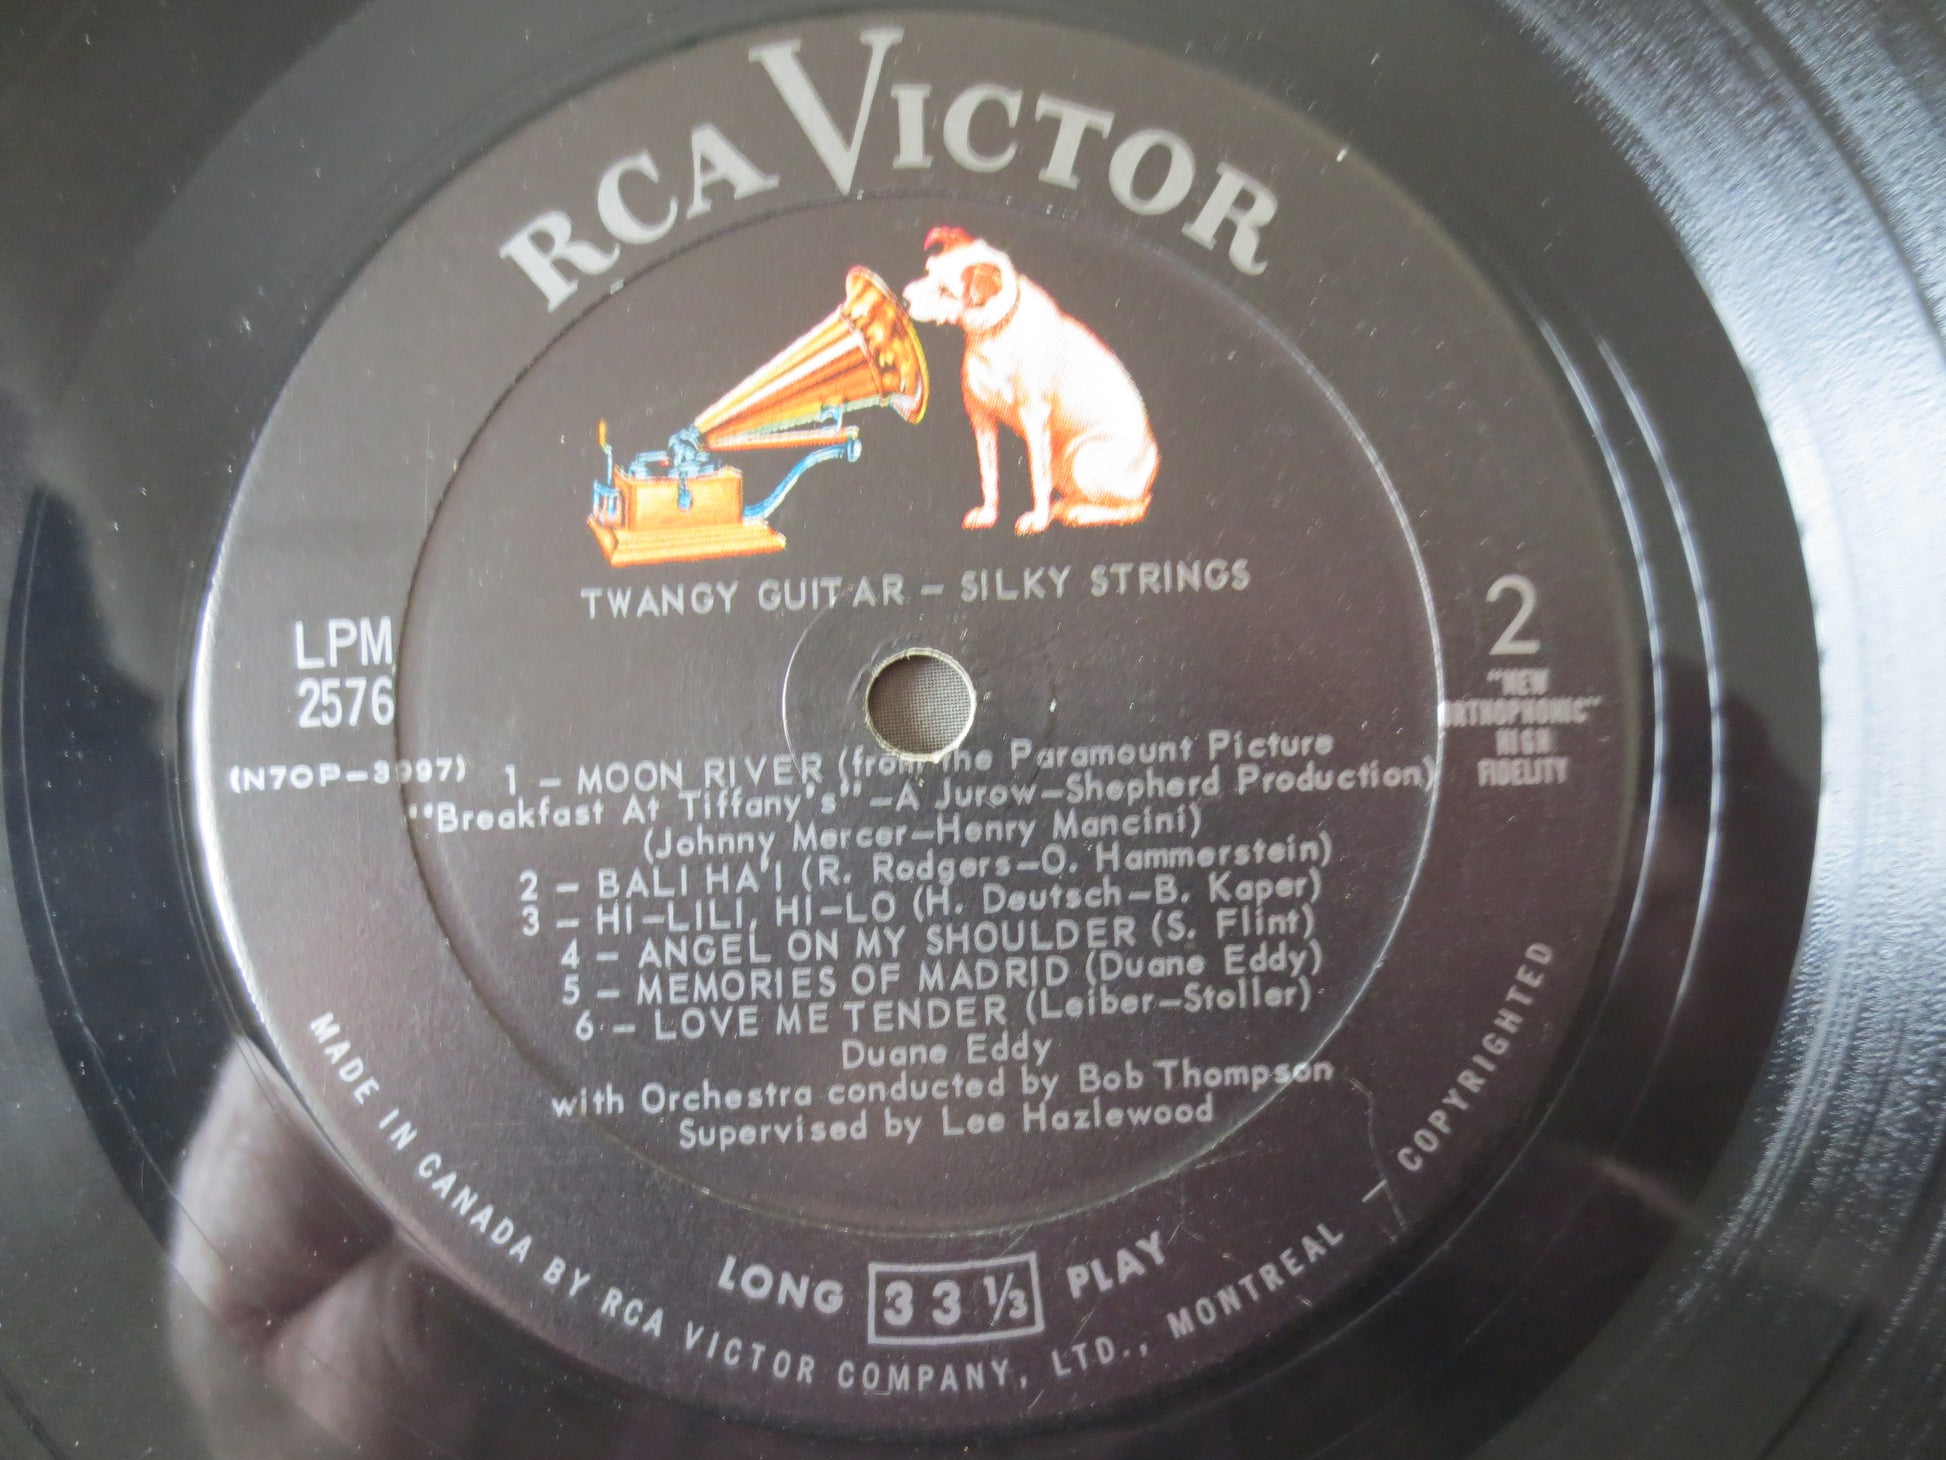 RCA VICTOR
TWANGY GUITAR – SILKY STRINGS
LPM
2576
2
"NEW
ORTHOPHONIC"
HIGH
FIDELITY
(N7OP–3997)
1 – MOON RIVER (from the Paramount Picture
"Breakfast At Tiffany's" –A Jurow–Shepherd Production)
(Johnny Mercer–Henry Mancini)
2 – BALI HA'I (R. Rodgers–O. Hammerstein)
3 – HI–LILI, HI–LO (H. Deutsch–B. Kaper)
4 – ANGEL ON MY SHOULDER (S. Flint)
5 – MEMORIES OF MADRID (Duane Eddy)
6 – LOVE ME TENDER (Leiber–Stoller)
Duane Eddy
with Orchestra conducted by Bob Thompson
Supervised by Lee Hazlewood
LONG 33 1/3 PLAY
MADE IN CANADA BY RCA VICTOR COMPANY, LTD., MONTREAL – COPYRIGHTED